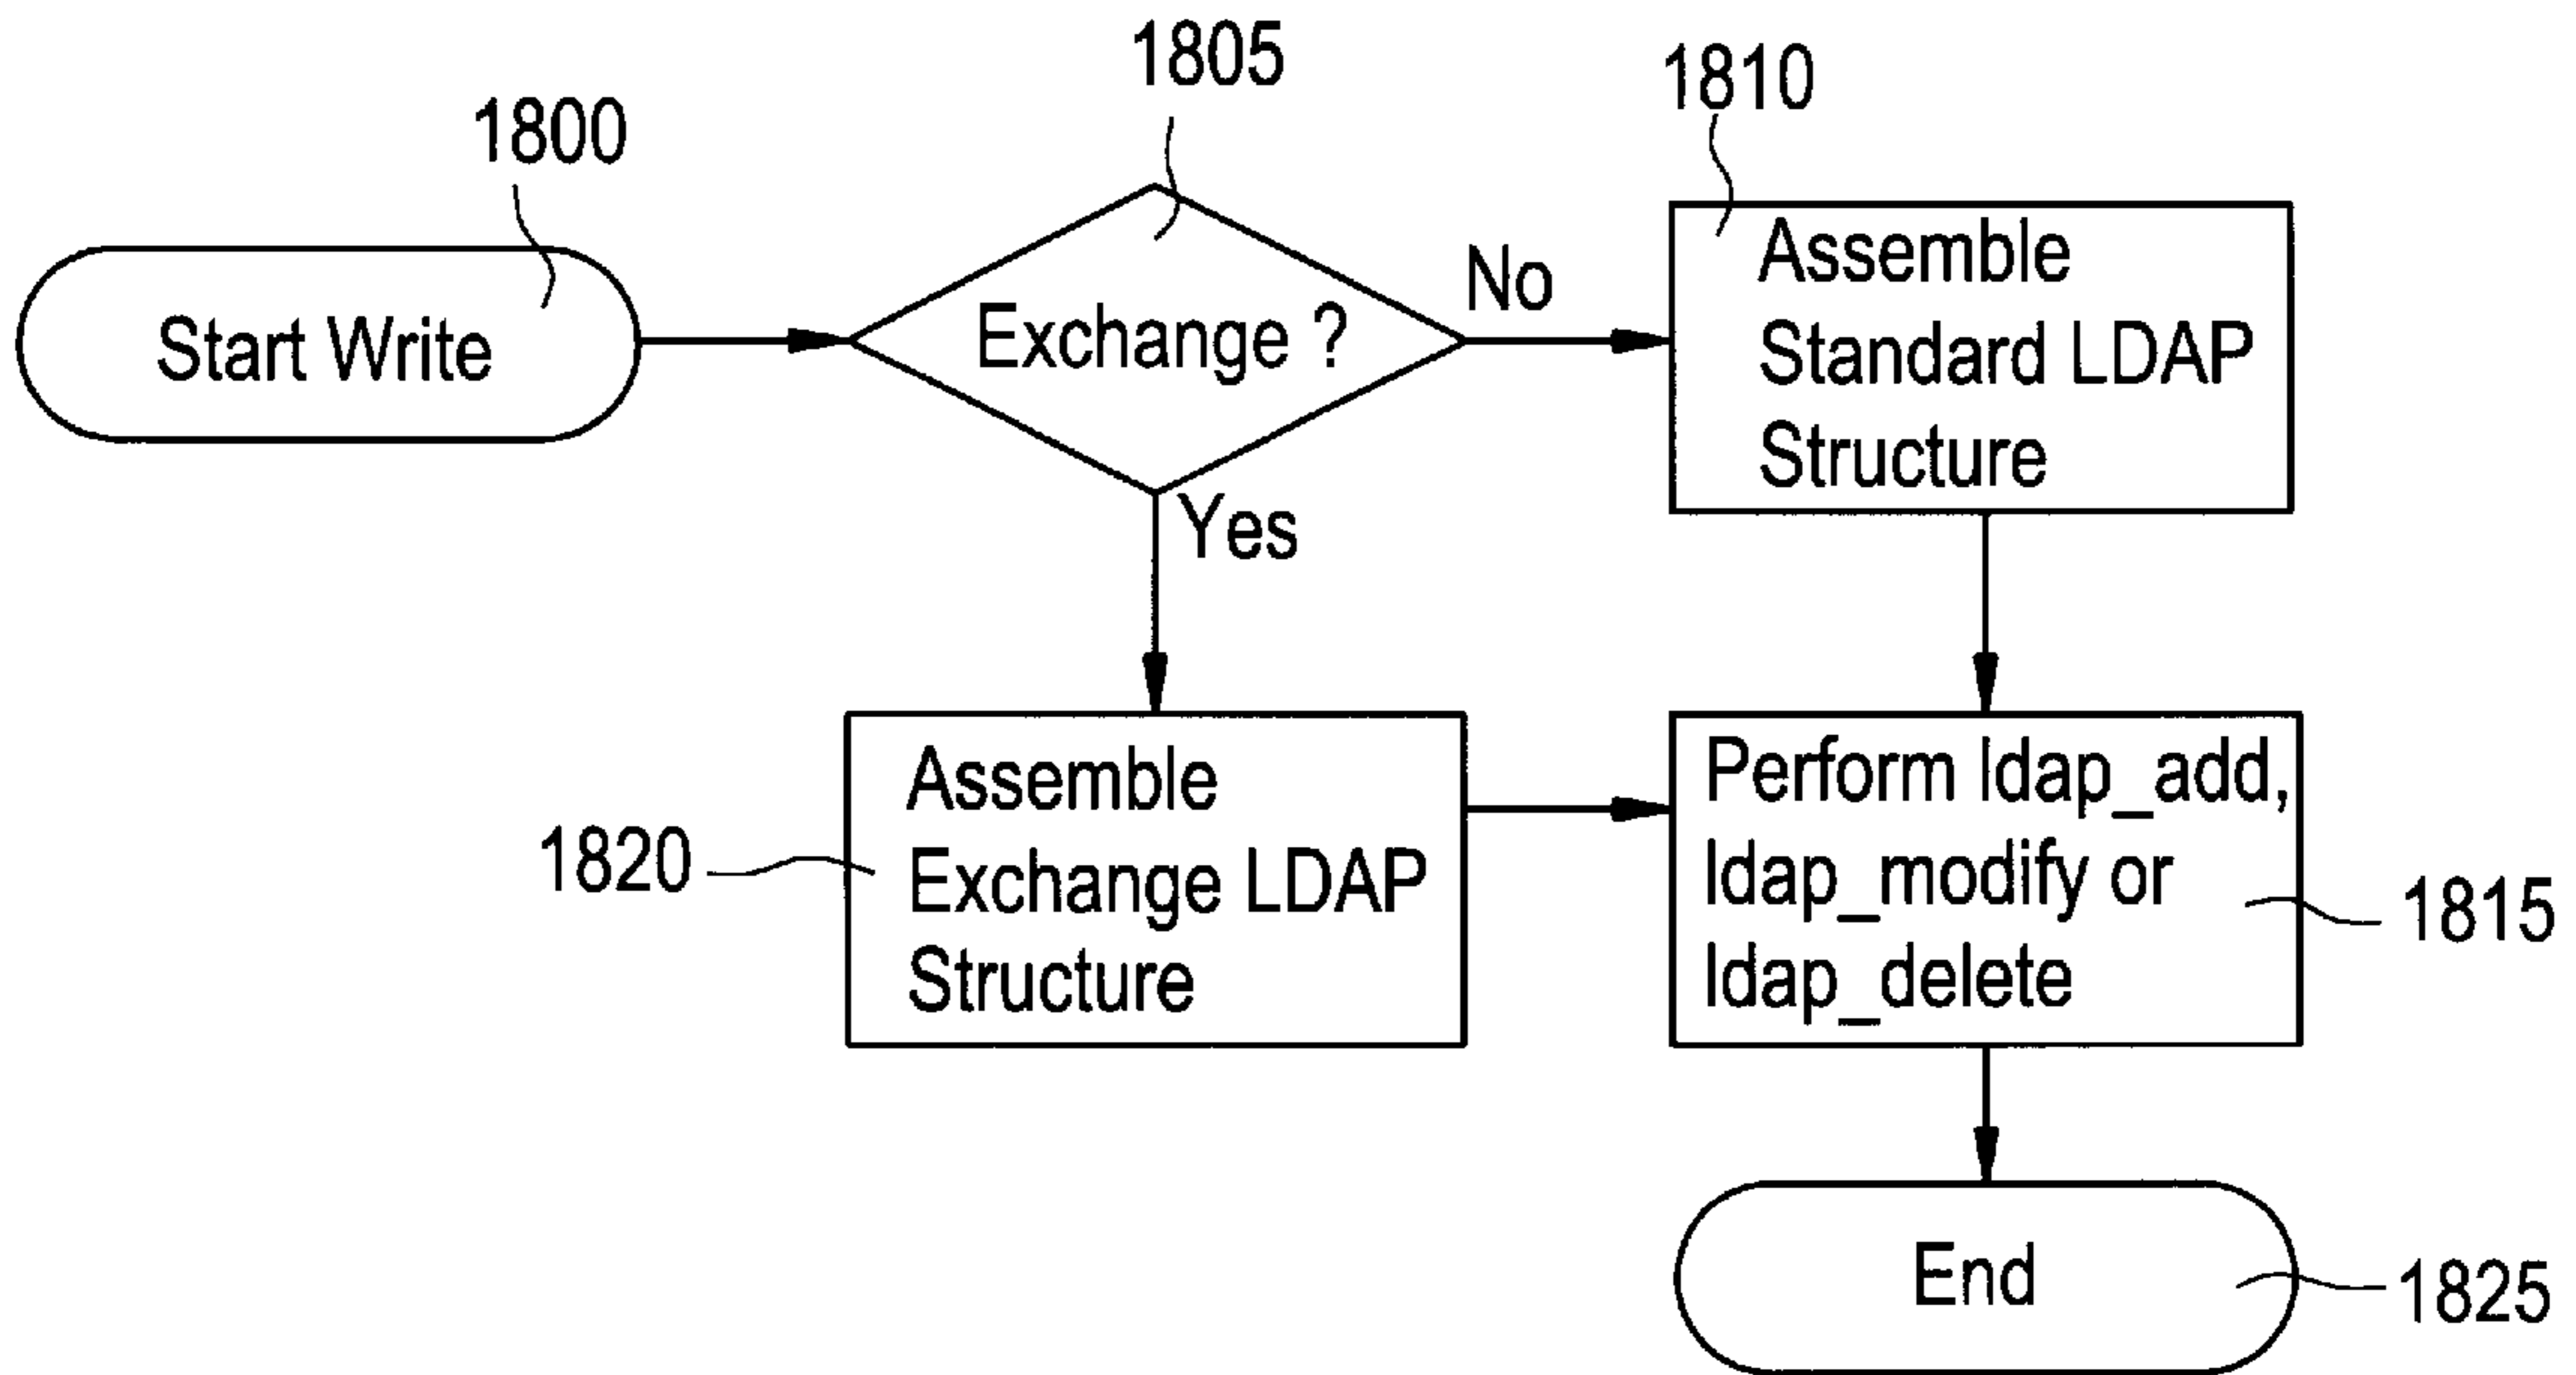 1805
1810
1800
Assemble
Standard LDAP
Structure
No
Exchange ?
Start Write
Yes
Assemble
Exchange LDAP
Structure
1820
Perform ldap_add,
ldap_modify or
ldap_delete
1815
End
1825